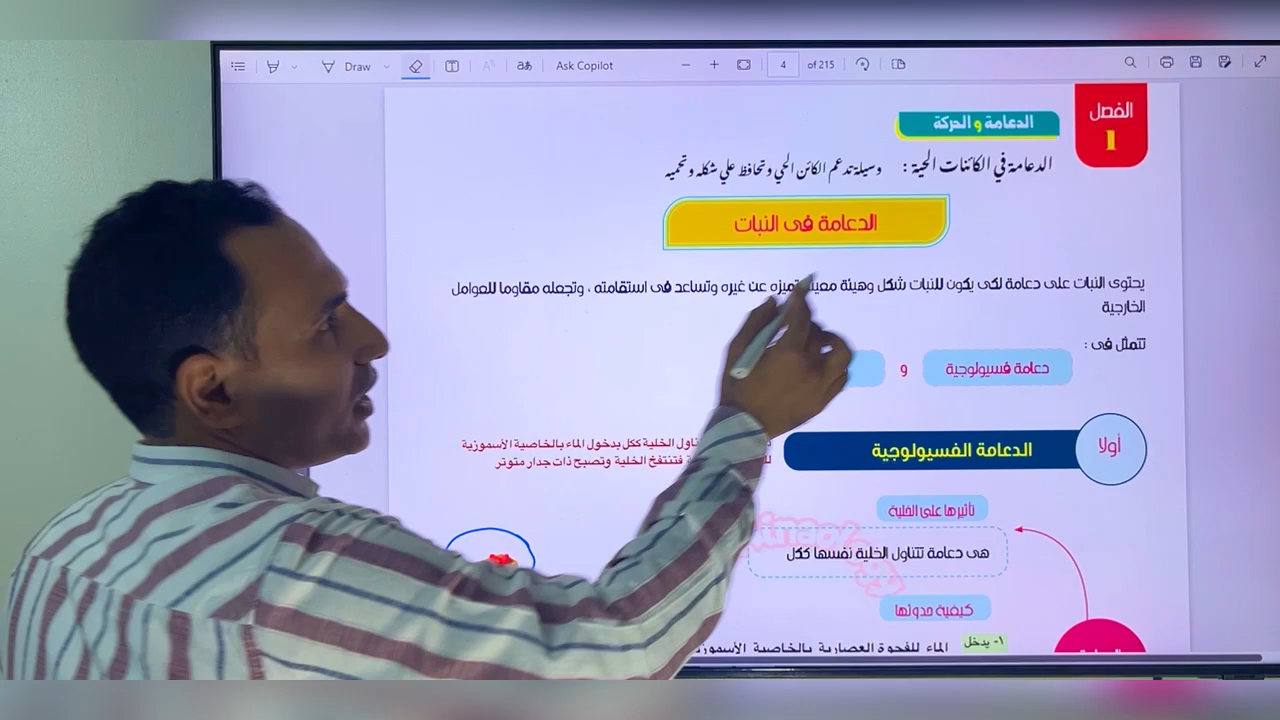 Draw
Ask Copilot
4 of 215
الفصل
1
الدعامة و الحركة
الدعامة في الكائنات الحية : وسيلة تدعم الكائن الحي وتحافظ علي شكله وتحميه
الدعامة فى النبات
يحتوى النبات على دعامة لكى يكون للنبات شكل وهيئة تميزه عن غيره وتساعد فى استقامته ، وتجعله مقاوما للعوامل
الخارجية
تتمثل فى :
دعامة فسيولوجية و
أولا
الدعامة الفسيولوجية
الخلية ككل بدخول الماء بالخاصية الأسموزية
فتنتفخ الخلية وتصبح ذات جدار متوتر
تأثيرها على الخلية
هى دعامة تتناول الخلية نفسها ككل
كيفية حدوثها
١- يدخل الماء للفجوة العصارية بالخاصية